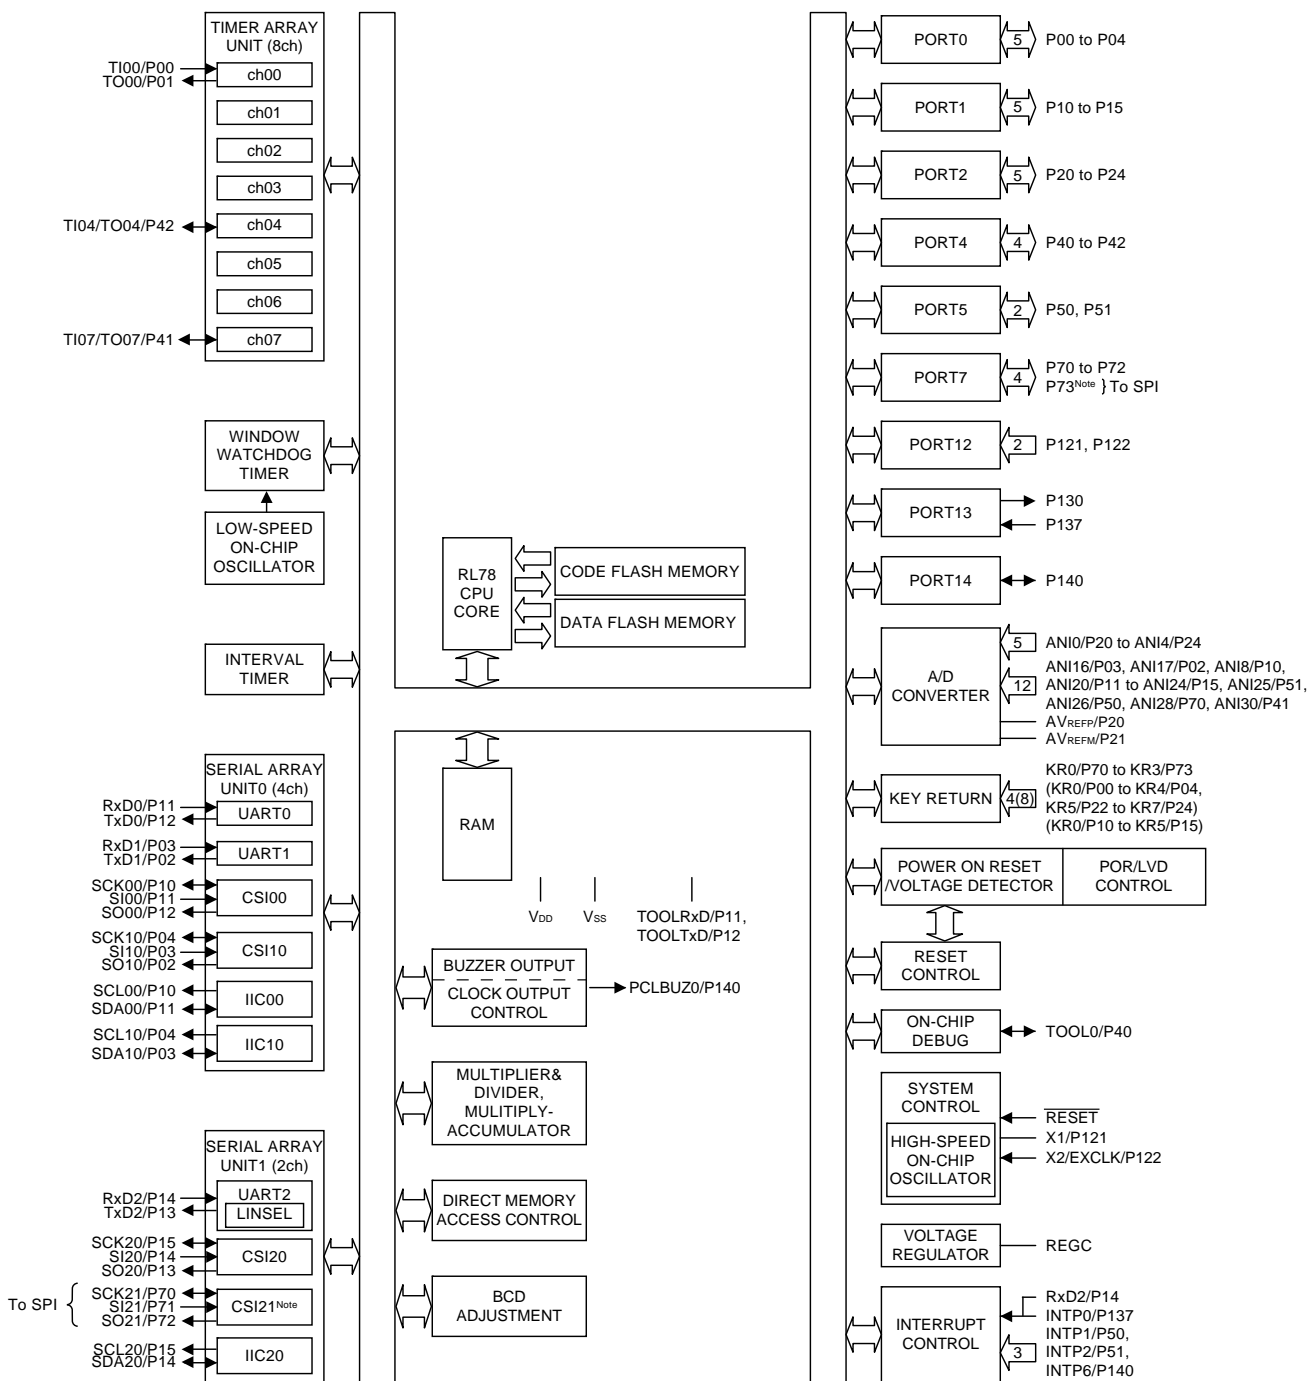 TIMER ARRAY
UNIT (8ch)
TI00/P00
TO00/P01
ch00
ch01
ch02
ch03
TI04/TO04/P42
ch04
ch05
ch06
TI07/TO07/P41
ch07
WINDOW
WATCHDOG
TIMER
LOW-SPEED
ON-CHIP
OSCILLATOR
INTERVAL
TIMER
SERIAL ARRAY
UNIT0 (4ch)
RxD0/P11
TxD0/P12
UART0
RxD1/P03
TxD1/P02
UART1
SCK00/P10
SI00/P11
SO00/P12
CSI00
SCK10/P04
SI10/P03
SO10/P02
CSI10
SCL00/P10
SDA00/P11
IIC00
SCL10/P04
SDA10/P03
IIC10
SERIAL ARRAY
UNIT1 (2ch)
RxD2/P14
TxD2/P13
UART2
LINSEL
SCK20/P15
SI20/P14
SO20/P13
CSI20
To SPI {
SCK21/P70
SI21/P71
SO21/P72
CSI21Note
SCL20/P15
SDA20/P14
IIC20
RL78
CPU
CORE
CODE FLASH MEMORY
DATA FLASH MEMORY
RAM
VDD
VSS
TOOLRxD/P11,
TOOLTxD/P12
BUZZER OUTPUT
CLOCK OUTPUT
CONTROL
PCLBUZ0/P140
MULTIPLIER&
DIVIDER,
MULITIPLY-
ACCUMULATOR
DIRECT MEMORY
ACCESS CONTROL
BCD
ADJUSTMENT
PORT0
5
P00 to P04
PORT1
5
P10 to P15
PORT2
5
P20 to P24
PORT4
4
P40 to P42
PORT5
2
P50, P51
PORT7
4
P70 to P72
P73Note } To SPI
PORT12
2
P121, P122
PORT13
P130
P137
PORT14
P140
A/D
CONVERTER
5
ANI0/P20 to ANI4/P24
12
ANI16/P03, ANI17/P02, ANI8/P10,
ANI20/P11 to ANI24/P15, ANI25/P51,
ANI26/P50, ANI28/P70, ANI30/P41
AVREFP/P20
AVREFM/P21
KEY RETURN
4(8)
KR0/P70 to KR3/P73
(KR0/P00 to KR4/P04,
KR5/P22 to KR7/P24)
(KR0/P10 to KR5/P15)
POWER ON RESET
/VOLTAGE DETECTOR
POR/LVD
CONTROL
RESET
CONTROL
ON-CHIP
DEBUG
TOOL0/P40
SYSTEM
CONTROL
HIGH-SPEED
ON-CHIP
OSCILLATOR
RESET
X1/P121
X2/EXCLK/P122
VOLTAGE
REGULATOR
REGC
INTERRUPT
CONTROL
RxD2/P14
INTP0/P137
3
INTP1/P50,
INTP2/P51,
INTP6/P140